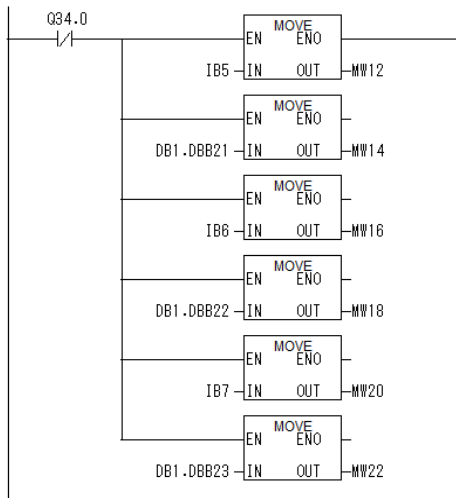 Q34.0
MOVE
EN ENO
IB5 IN OUT MW12
MOVE
EN ENO
DB1.DBB21 IN OUT MW14
MOVE
EN ENO
IB6 IN OUT MW16
MOVE
EN ENO
DB1.DBB22 IN OUT MW18
MOVE
EN ENO
IB7 IN OUT MW20
MOVE
EN ENO
DB1.DBB23 IN OUT MW22